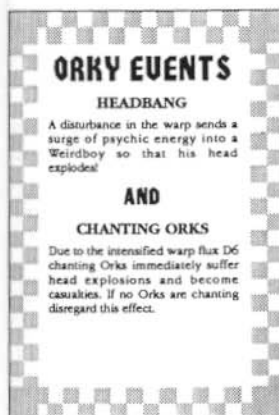 ORKY EVENTS
HEADBANG
A disturbance in the warp sends a
surge of psychic energy into a
Weirdboy so that his head
explodes!
AND
CHANTING ORKS
Due to the intensified warp flux D6
chanting Orks immediately suffer
head explosions and become
casualties. If no Orks are chanting
disregard this effect.